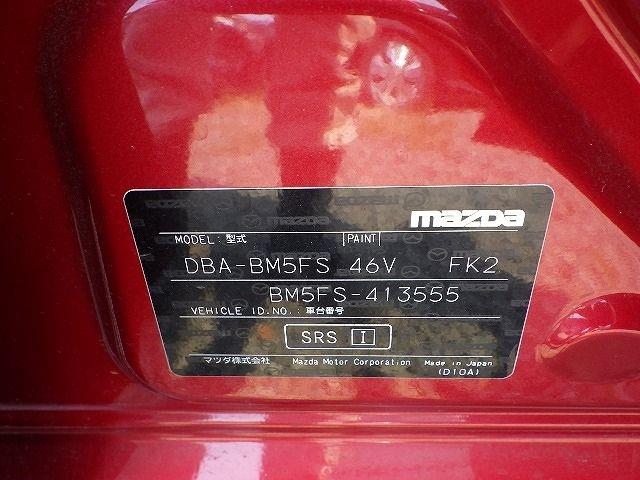 mazda
MODEL: 型式 PAINT
DBA-BM5FS 46V FK2
BM5FS-413555
VEHICLE ID.NO.: 車台番号
SRS I
マツダ株式会社 Mazda Motor Corporation Made in Japan
(D10A)